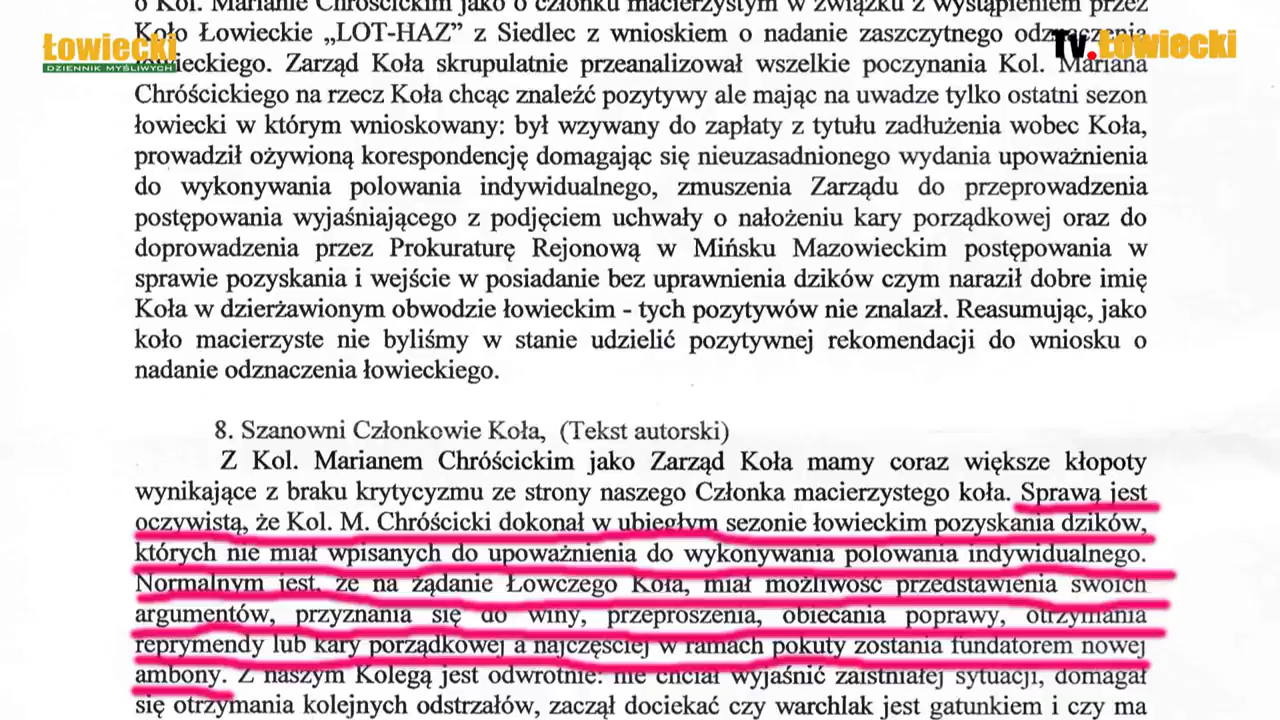 o Kol. Marianie Chróścickim jako o członku macierzystym w związku z wystąpieniem przez
Koło Łowieckie „LOT-HAZ” z Siedlec z wnioskiem o nadanie zaszczytnego odznaczenia
Łowiecki
DZIENNIK MYŚLIWYCH
Tv.Łowiecki
łowieckiego. Zarząd Koła skrupulatnie przeanalizował wszelkie poczynania Kol. Mariana
Chróścickiego na rzecz Koła chcąc znaleźć pozytywy ale mając na uwadze tylko ostatni sezon
łowiecki w którym wnioskowany: był wzywany do zapłaty z tytułu zadłużenia wobec Koła,
prowadził ożywioną korespondencję domagając się nieuzasadnionego wydania upoważnienia
do wykonywania polowania indywidualnego, zmuszenia Zarządu do przeprowadzenia
postępowania wyjaśniającego z podjęciem uchwały o nałożeniu kary porządkowej oraz do
doprowadzenia przez Prokuraturę Rejonową w Mińsku Mazowieckim postępowania w
sprawie pozyskania i wejście w posiadanie bez uprawnienia dzików czym naraził dobre imię
Koła w dzierżawionym obwodzie łowieckim - tych pozytywów nie znalazł. Reasumując, jako
koło macierzyste nie byliśmy w stanie udzielić pozytywnej rekomendacji do wniosku o
nadanie odznaczenia łowieckiego.
8. Szanowni Członkowie Koła, (Tekst autorski)
Z Kol. Marianem Chróścickim jako Zarząd Koła mamy coraz większe kłopoty
wynikające z braku krytycyzmu ze strony naszego Członka macierzystego koła. Sprawą jest
oczywistą, że Kol. M. Chróścicki dokonał w ubiegłym sezonie łowieckim pozyskania dzików,
których nie miał wpisanych do upoważnienia do wykonywania polowania indywidualnego.
Normalnym jest, że na żądanie Łowczego Koła, miał możliwość przedstawienia swoich
argumentów, przyznania się do winy, przeproszenia, obiecania poprawy, otrzymania
reprymendy lub kary porządkowej a najczęściej w ramach pokuty zostania fundatorem nowej
ambony. Z naszym Kolegą jest odwrotnie: nie chciał wyjaśnić zaistniałej sytuacji, domagał
się otrzymania kolejnych odstrzałów, zaczął dociekać czy warchlak jest gatunkiem i czy ma